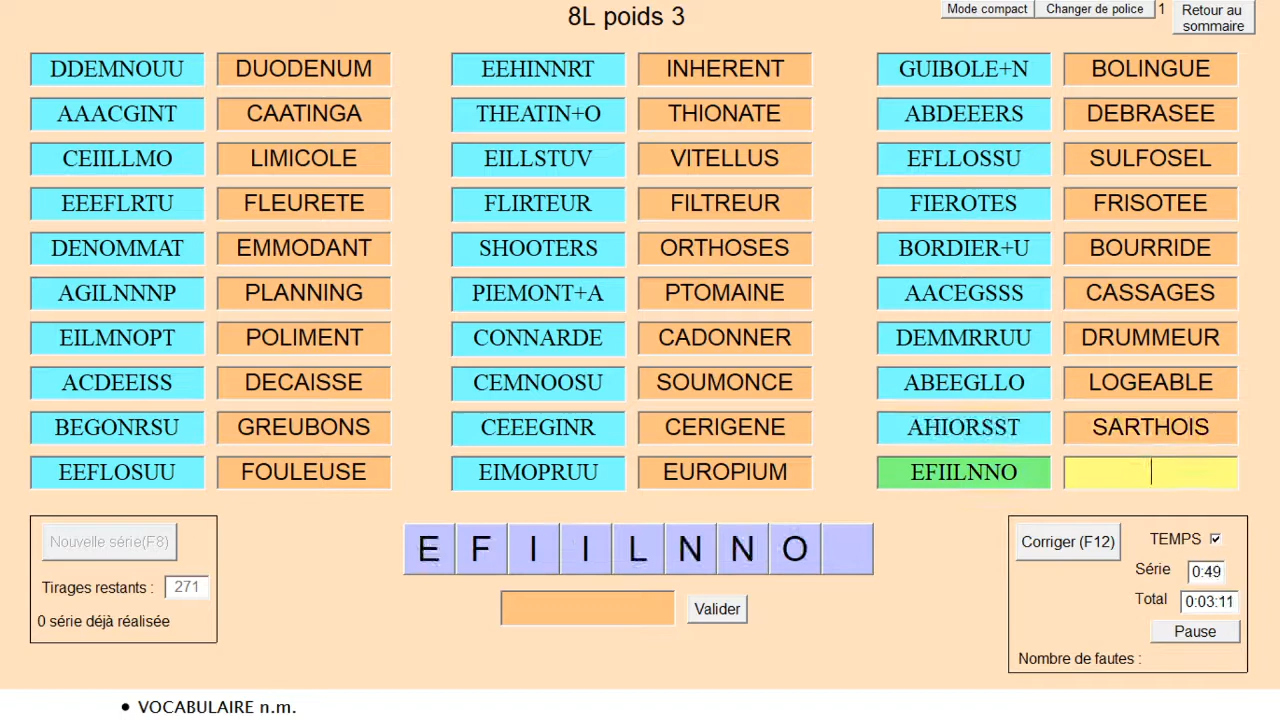 8L poids 3
Mode compact Changer de police 1 Retour au sommaire
DDEMNOUU DUODENUM EEHINNRT INHERENT GUIBOLE+N BOLINGUE
AAACGINT CAATINGA THEATIN+O THIONATE ABDEEERS DEBRASEE
CEIILLMO LIMICOLE EILLSTUV VITELLUS EFLLOSSU SULFOSEL
EEEFLRTU FLEURETE FLIRTEUR FILTREUR FIEROTES FRISOTEE
DENOMMAT EMMODANT SHOOTERS ORTHOSES BORDIER+U BOURRIDE
AGILNNNP PLANNING PIEMONT+A PTOMAINE AACEGSSS CASSAGES
EILMNOPT POLIMENT CONNARDE CADONNER DEMMRRUU DRUMMEUR
ACDEEISS DECAISSE CEMNOOSU SOUMONCE ABEEGLLO LOGEABLE
BEGONRSU GREUBONS CEEEGINR CERIGENE AHIORSST SARTHOIS
EEFLOSUU FOULEUSE EIMOPRUU EUROPIUM EFIILNNO
Nouvelle série(F8)
Tirages restants : 271
0 série déjà réalisée
E F I I L N N O
Valider
Corriger (F12) TEMPS
Série 0:49
Total 0:03:11
Pause
Nombre de fautes :
• VOCABULAIRE n.m.